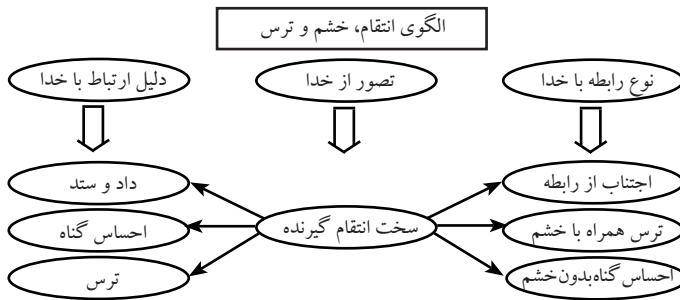 الگوی انتقام، خشم و ترس
نوع رابطه با خدا
تصور از خدا
دلیل ارتباط با خدا
اجتناب از رابطه
داد و ستد
ترس همراه با خشم
سخت انتقام گیرنده
احساس گناه
احساس گناه بدون خشم
ترس